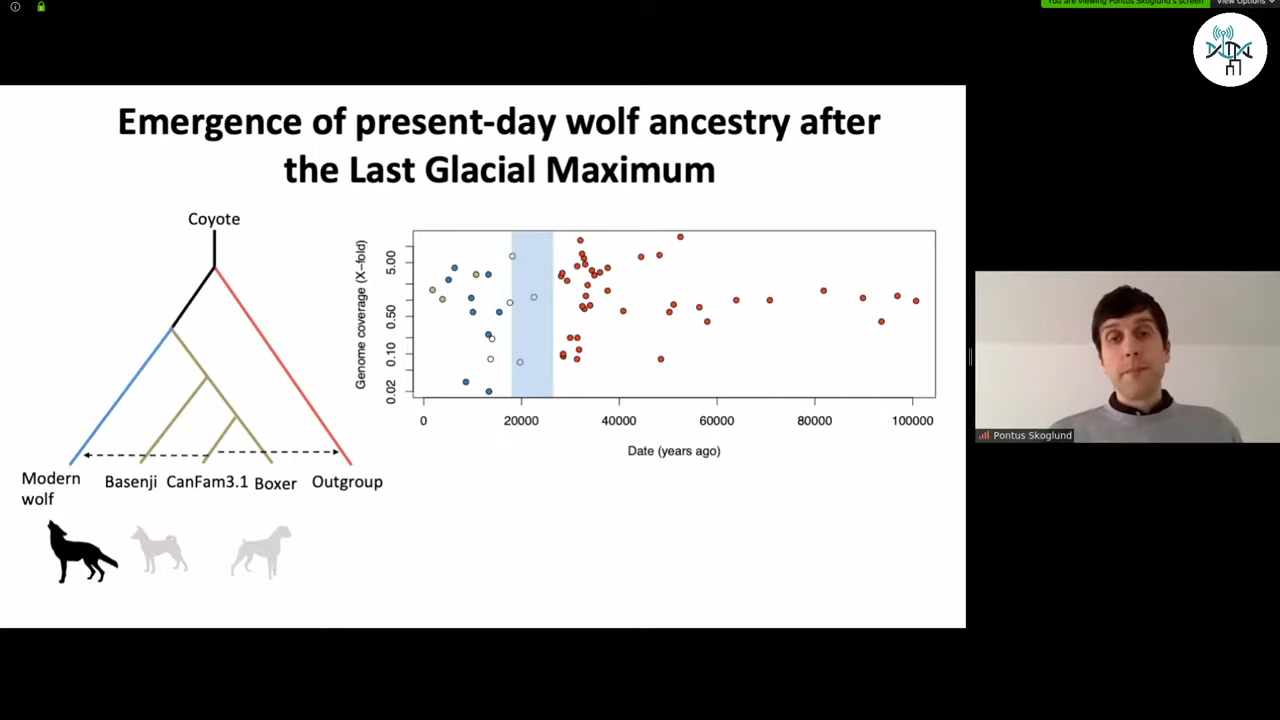 You are viewing Pontus Skoglund's screen
View Options
Emergence of present-day wolf ancestry after
the Last Glacial Maximum
Coyote
Modern
wolf
Basenji
CanFam3.1
Boxer
Outgroup
Genome coverage (X−fold)
5.00
0.50
0.10
0.02
0
20000
40000
60000
80000
100000
Date (years ago)
Pontus Skoglund